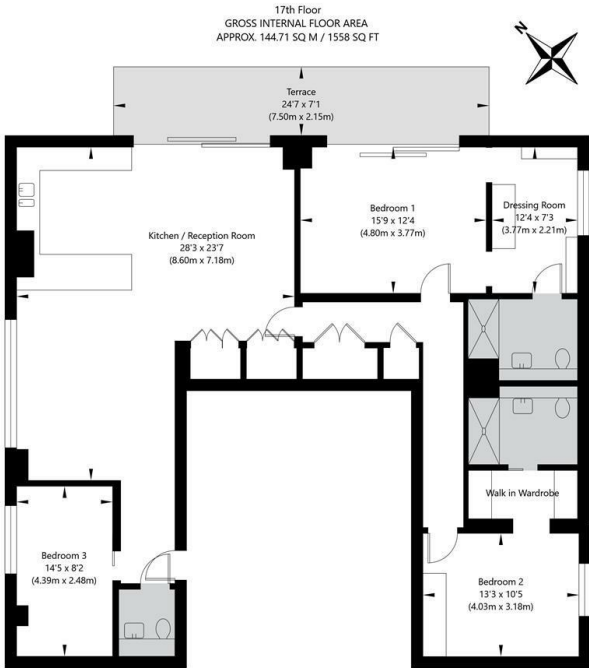 17th Floor
GROSS INTERNAL FLOOR AREA
APPROX. 144.71 SQ M / 1558 SQ FT
N
Terrace
24'7 x 7'1
(7.50m x 2.15m)
Kitchen / Reception Room
28'3 x 23'7
(8.60m x 7.18m)
Bedroom 1
15'9 x 12'4
(4.80m x 3.77m)
Dressing Room
12'4 x 7'3
(3.77m x 2.21m)
Walk in Wardrobe
Bedroom 3
14'5 x 8'2
(4.39m x 2.48m)
Bedroom 2
13'3 x 10'5
(4.03m x 3.18m)